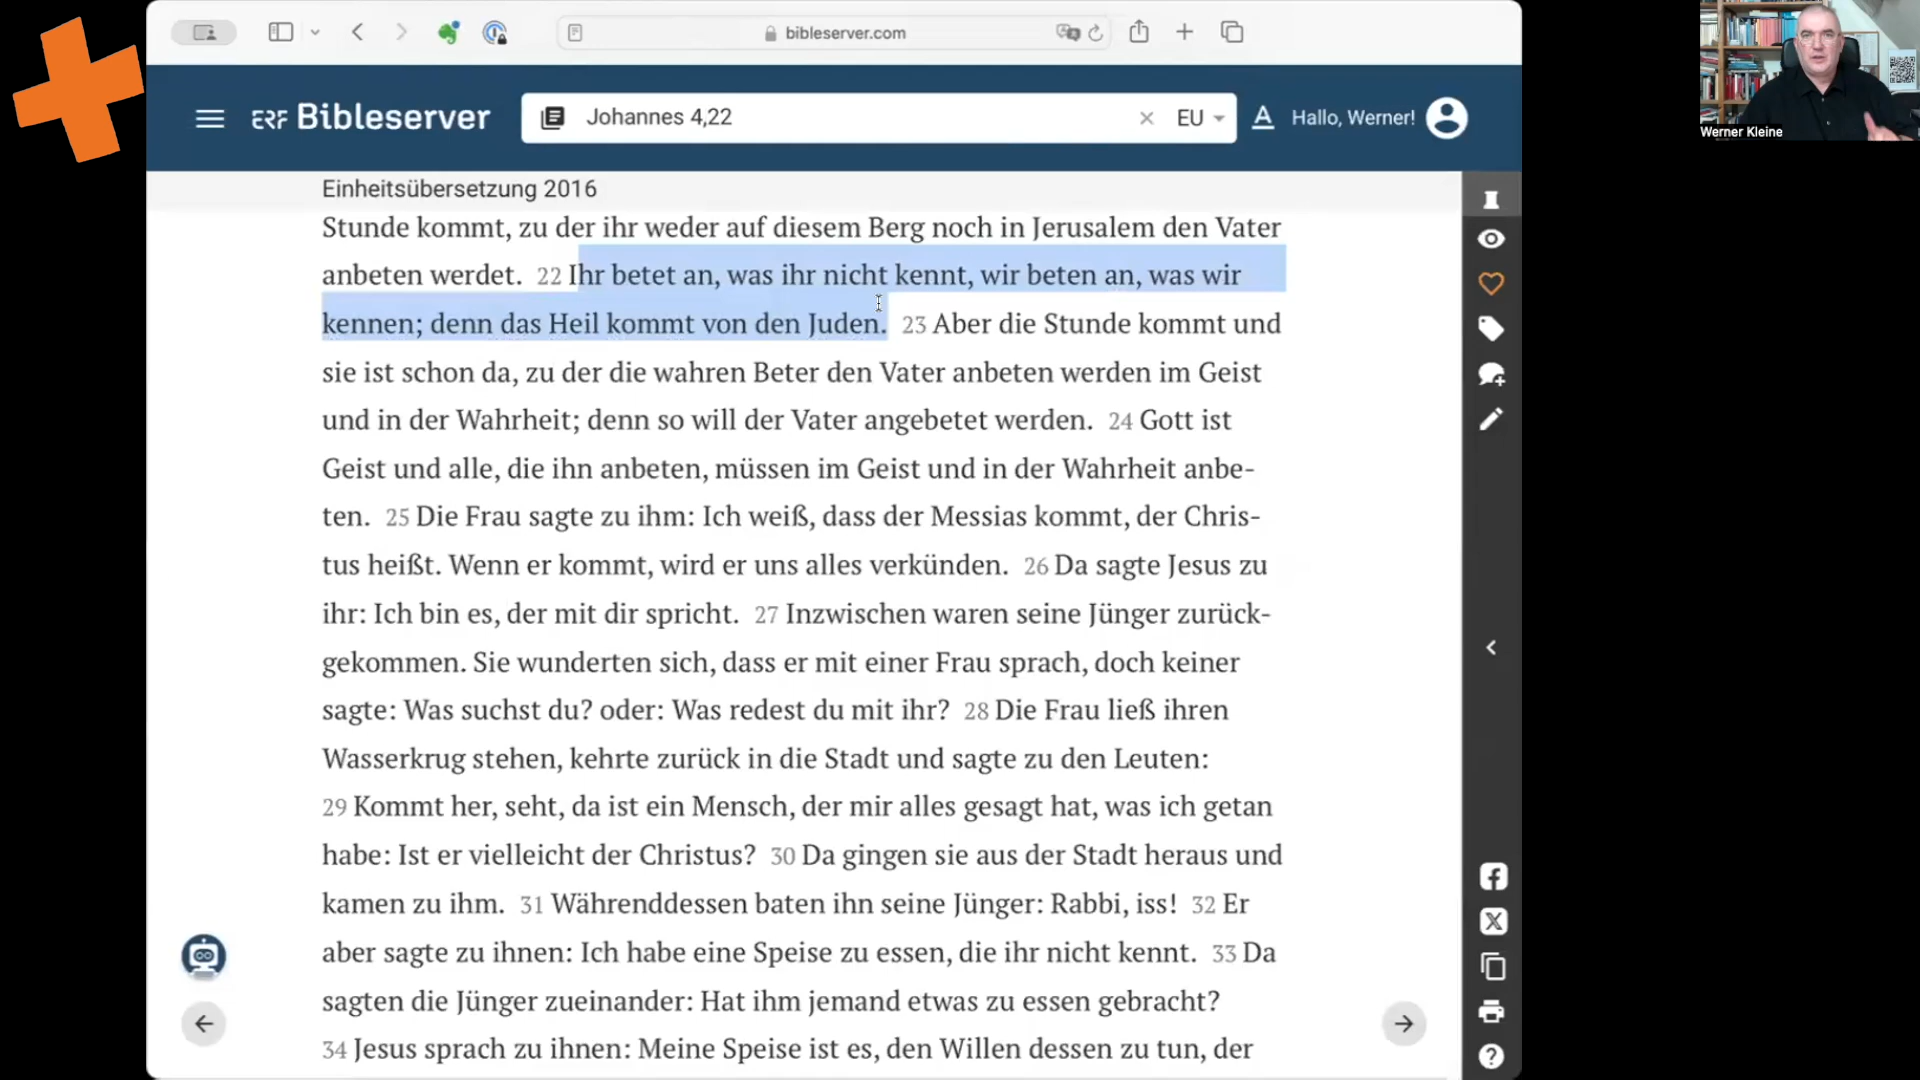 bibleserver.com
ERF Bibleserver
Johannes 4,22
EU
A
Hallo, Werner!
Werner Kleine
Einheitsübersetzung 2016
Stunde kommt, zu der ihr weder auf diesem Berg noch in Jerusalem den Vater
anbeten werdet. 22 Ihr betet an, was ihr nicht kennt, wir beten an, was wir
kennen; denn das Heil kommt von den Juden. 23 Aber die Stunde kommt und
sie ist schon da, zu der die wahren Beter den Vater anbeten werden im Geist
und in der Wahrheit; denn so will der Vater angebetet werden. 24 Gott ist
Geist und alle, die ihn anbeten, müssen im Geist und in der Wahrheit anbe-
ten. 25 Die Frau sagte zu ihm: Ich weiß, dass der Messias kommt, der Chris-
tus heißt. Wenn er kommt, wird er uns alles verkünden. 26 Da sagte Jesus zu
ihr: Ich bin es, der mit dir spricht. 27 Inzwischen waren seine Jünger zurück-
gekommen. Sie wunderten sich, dass er mit einer Frau sprach, doch keiner
sagte: Was suchst du? oder: Was redest du mit ihr? 28 Die Frau ließ ihren
Wasserkrug stehen, kehrte zurück in die Stadt und sagte zu den Leuten:
29 Kommt her, seht, da ist ein Mensch, der mir alles gesagt hat, was ich getan
habe: Ist er vielleicht der Christus? 30 Da gingen sie aus der Stadt heraus und
kamen zu ihm. 31 Währenddessen baten ihn seine Jünger: Rabbi, iss! 32 Er
aber sagte zu ihnen: Ich habe eine Speise zu essen, die ihr nicht kennt. 33 Da
sagten die Jünger zueinander: Hat ihm jemand etwas zu essen gebracht?
34 Jesus sprach zu ihnen: Meine Speise ist es, den Willen dessen zu tun, der